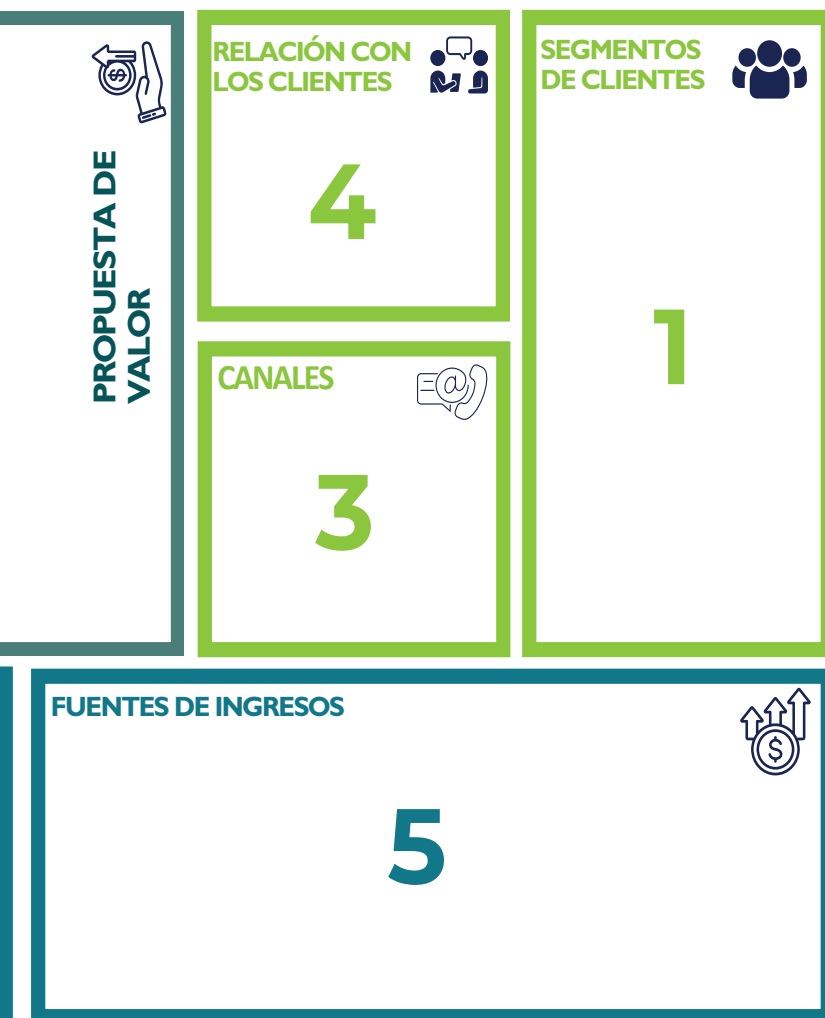 PROPUESTA DE
VALOR
RELACIÓN CON
LOS CLIENTES
4
CANALES
3
SEGMENTOS
DE CLIENTES
1
FUENTES DE INGRESOS
5